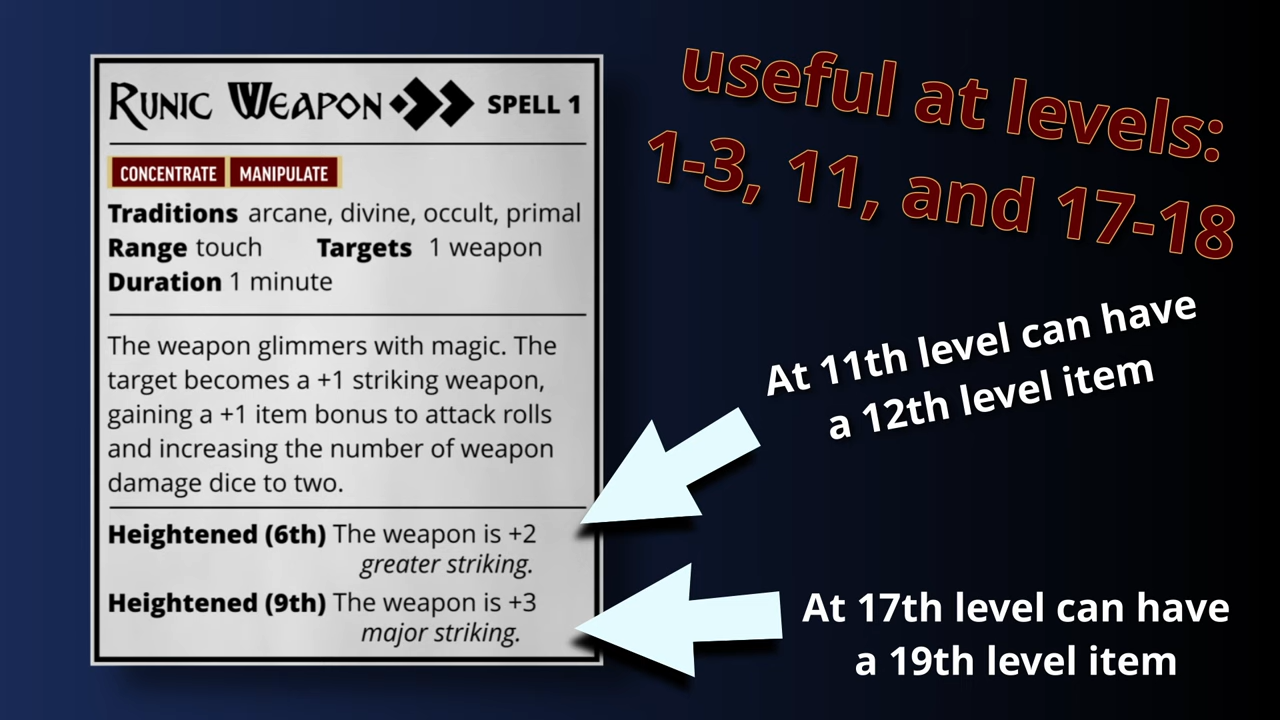 RUNIC WEAPON SPELL 1
CONCENTRATE MANIPULATE
Traditions arcane, divine, occult, primal
Range touch Targets 1 weapon
Duration 1 minute
The weapon glimmers with magic. The
target becomes a +1 striking weapon,
gaining a +1 item bonus to attack rolls
and increasing the number of weapon
damage dice to two.
Heightened (6th) The weapon is +2
greater striking.
Heightened (9th) The weapon is +3
major striking.
useful at levels:
1-3, 11, and 17-18
At 11th level can have
a 12th level item
At 17th level can have
a 19th level item